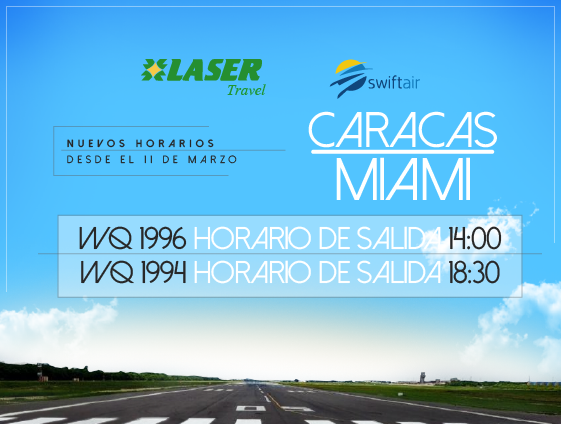 LASER
Travel
swiftair
NUEVOS HORARIOS
DESDE EL 11 DE MARZO
CARACAS
MIAMI
WQ 1996 HORARIO DE SALIDA 14:00
WQ 1994 HORARIO DE SALIDA 18:30
07